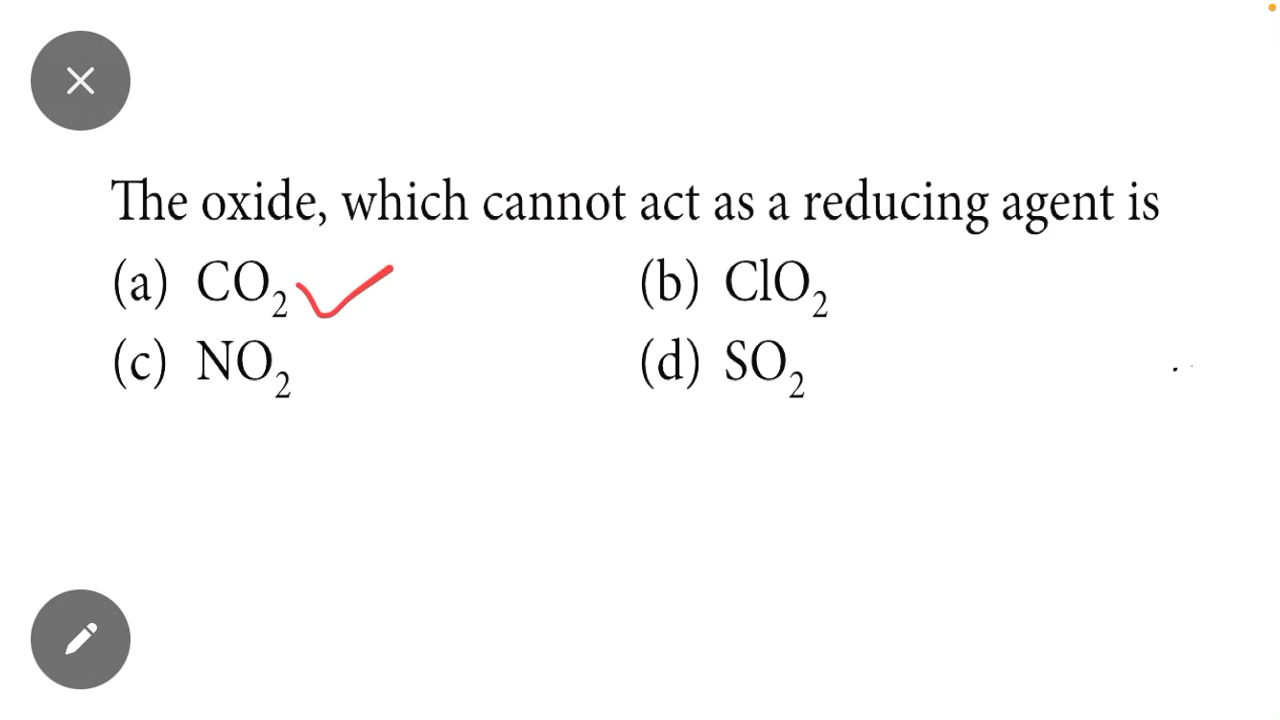 The oxide, which cannot act as a reducing agent is
(a) CO₂ (b) ClO₂
(c) NO₂ (d) SO₂